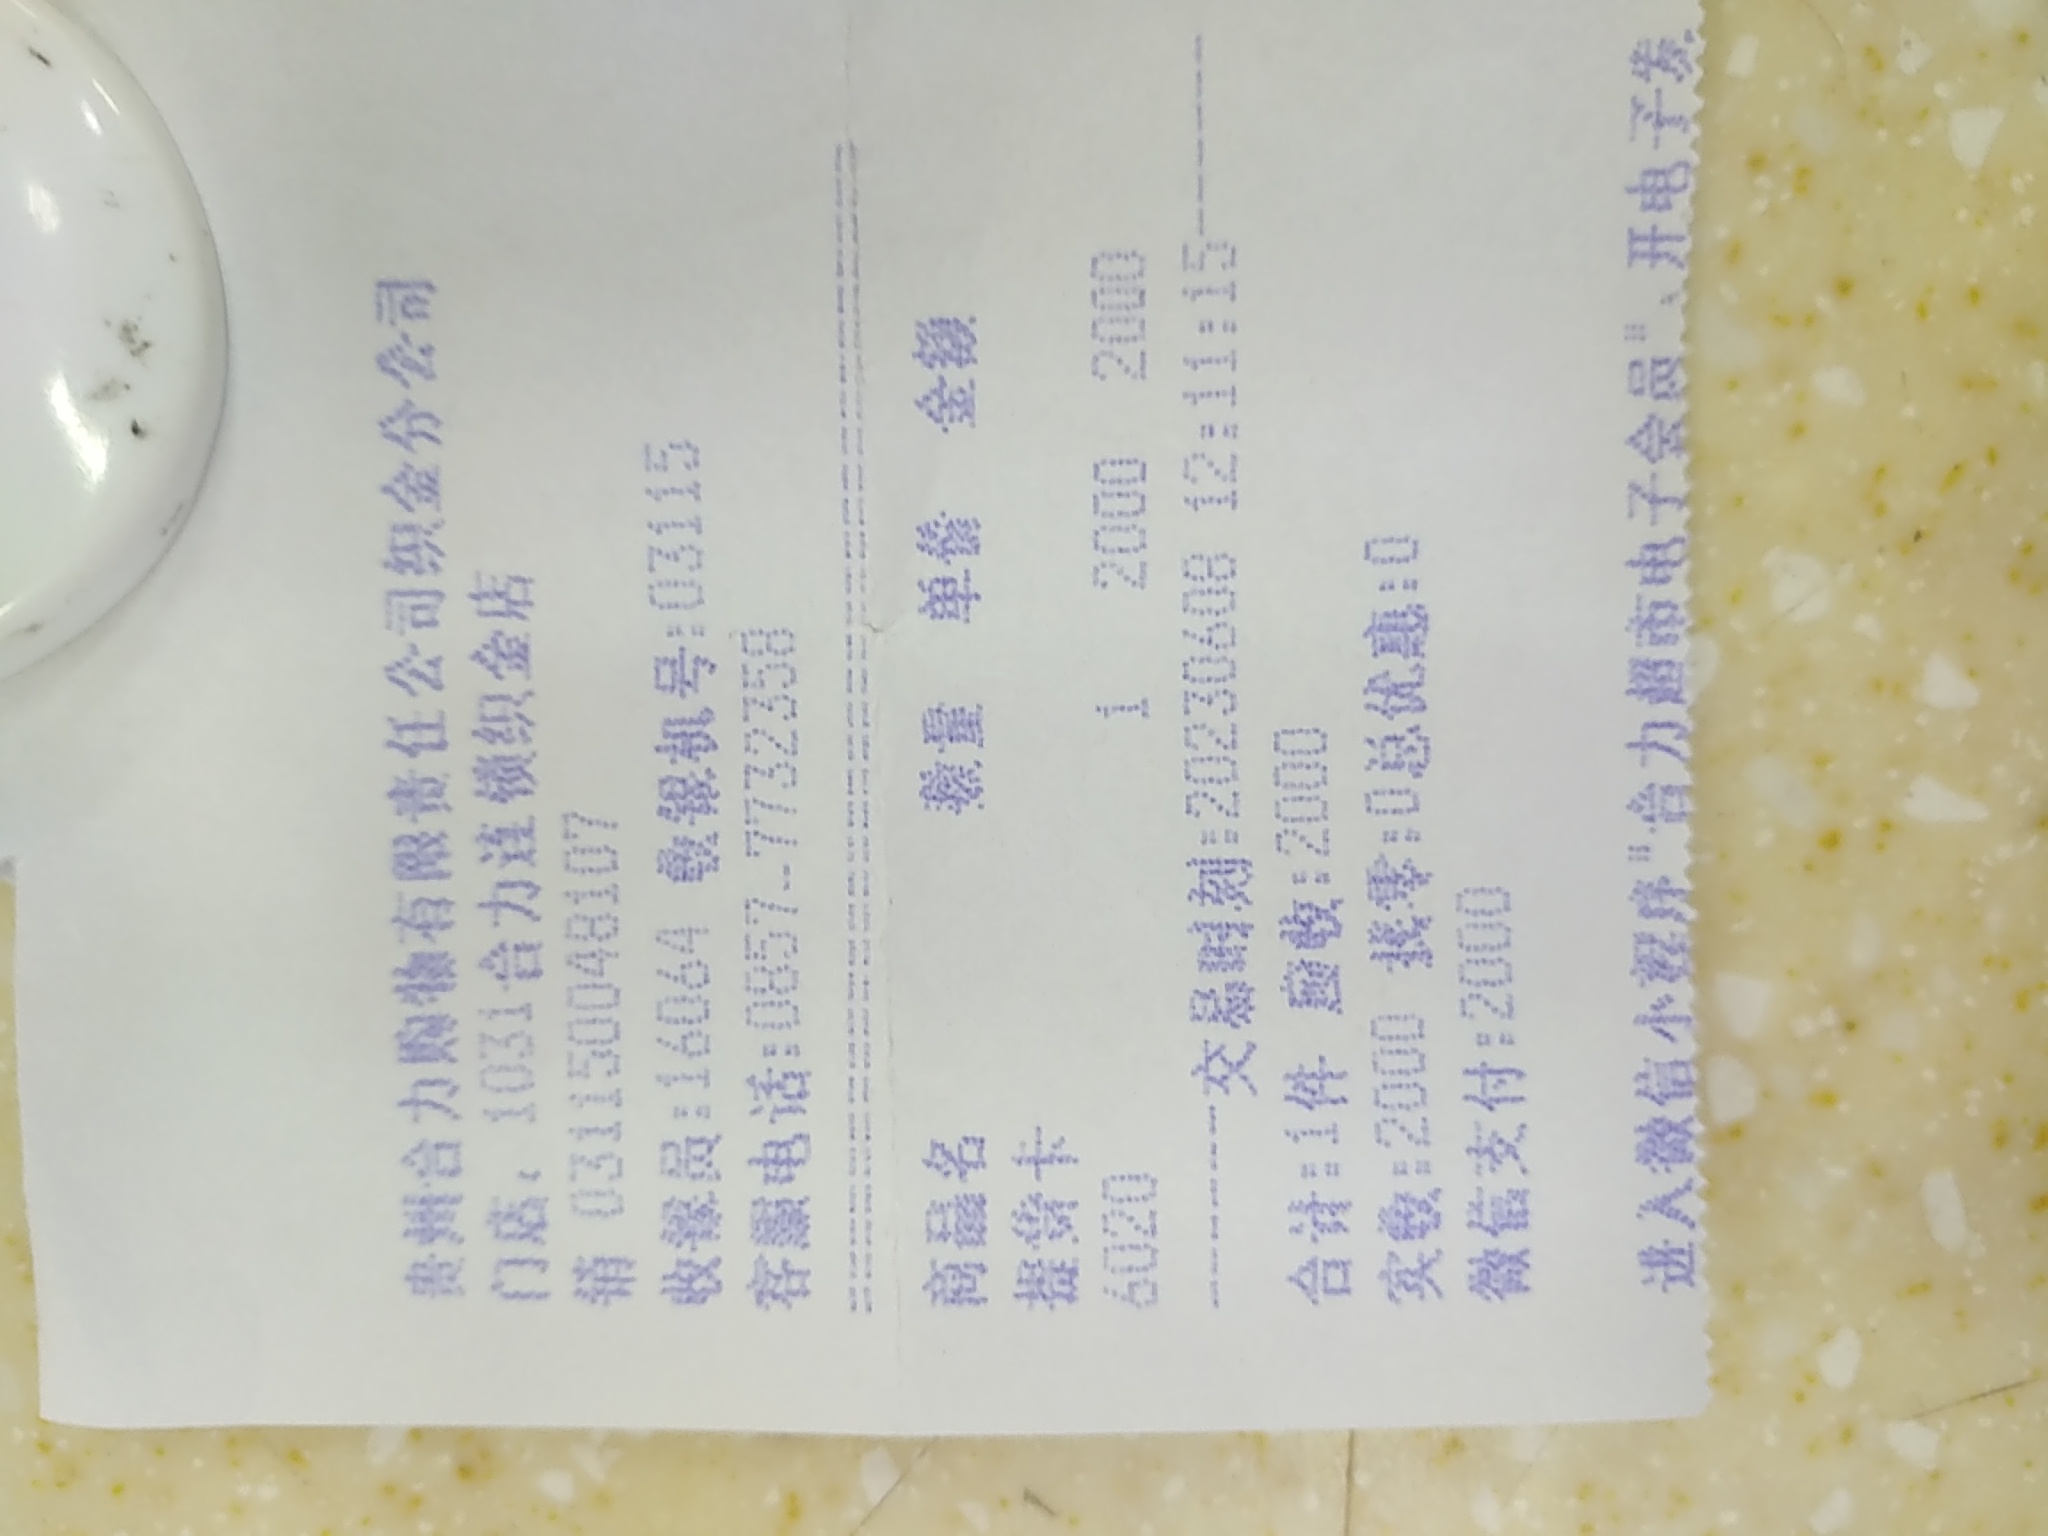 贵州合力购物有限责任公司织金分公司
门店: 1031合力连锁织金店
销 031150048107
收银员:16064 收银机号:03115
客服电话:0857-7732358
================================
商品名 数量 单价 金额
提货卡
6020 1 2000 2000
--------交易时刻:20230608 12:11:15--------
合计:1件 应收:2000
实收:2000 找零:0总优惠:0
微信支付:2000
进入微信小程序"合力超市电子会员"、开电子发